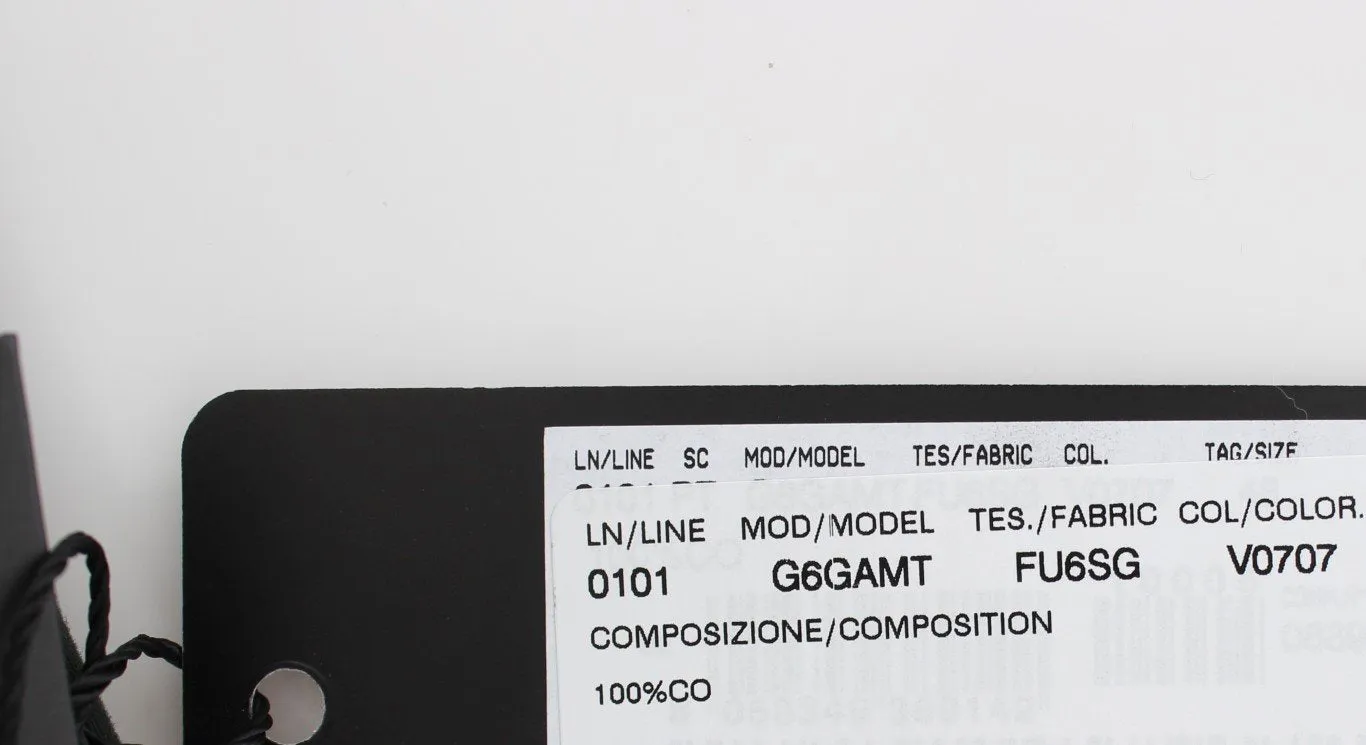 LN/LINE SC MOD/MODEL TES/FABRIC COL. TAG/SIZE
LN/LINE MOD/MODEL TES./FABRIC COL/COLOR.
0101 G6GAMT FU6SG V0707
COMPOSIZIONE/COMPOSITION
100%CO